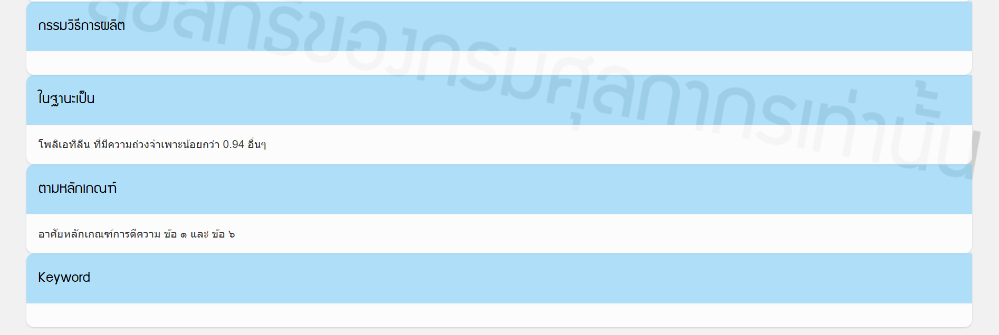 ลิขสิทธิ์ของกรมศุลกากรเท่านั้น
กรรมวิธีการผลิต
ในฐานะเป็น
โพลิเอทิลีน ที่มีความถ่วงจำเพาะน้อยกว่า 0.94 อื่นๆ
ตามหลักเกณฑ์
อาศัยหลักเกณฑ์การตีความ ข้อ ๑ และ ข้อ ๖
Keyword